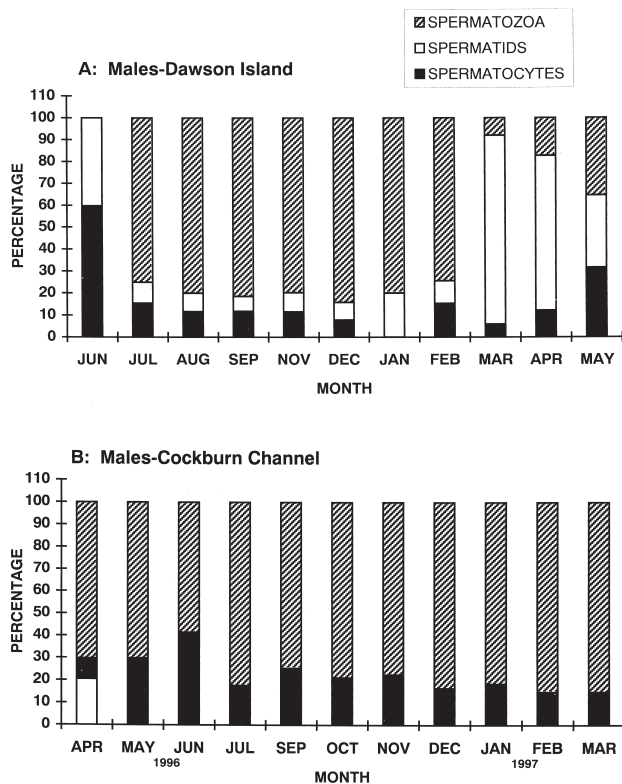 SPERMATOZOA
SPERMATIDS
SPERMATOCYTES
A: Males-Dawson Island
110
100
90
80
70
60
50
40
30
20
10
0
PERCENTAGE
JUN JUL AUG SEP NOV DEC JAN FEB MAR APR MAY
MONTH
B: Males-Cockburn Channel
110
100
90
80
70
60
50
40
30
20
10
0
PERCENTAGE
APR MAY JUN JUL SEP OCT NOV DEC JAN FEB MAR
1996 1997
MONTH